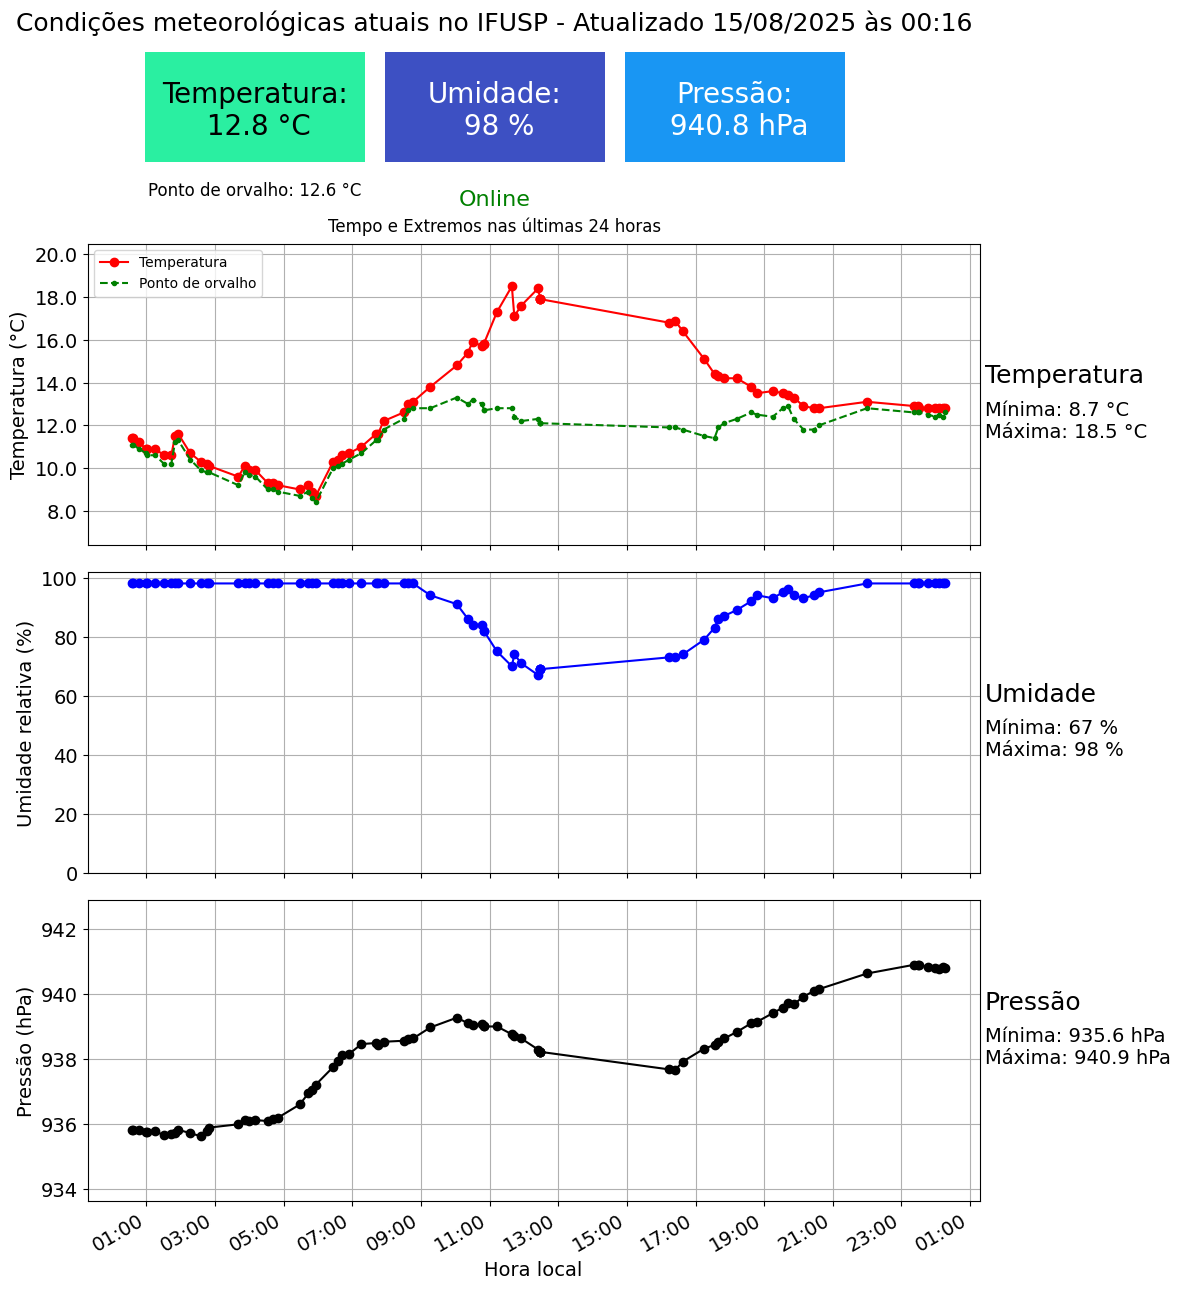 Condições meteorológicas atuais no IFUSP - Atualizado 15/08/2025 às 00:16
Temperatura:
12.8 °C
Umidade:
98 %
Pressão:
940.8 hPa
Ponto de orvalho: 12.6 °C
Online
Tempo e Extremos nas últimas 24 horas
Temperatura (°C)
20.0
18.0
16.0
14.0
12.0
10.0
8.0
Temperatura
Ponto de orvalho
Temperatura
Mínima: 8.7 °C
Máxima: 18.5 °C
Umidade relativa (%)
100
80
60
40
20
0
Umidade
Mínima: 67 %
Máxima: 98 %
Pressão (hPa)
942
940
938
936
934
Pressão
Mínima: 935.6 hPa
Máxima: 940.9 hPa
01:00 03:00 05:00 07:00 09:00 11:00 13:00 15:00 17:00 19:00 21:00 23:00 01:00
Hora local